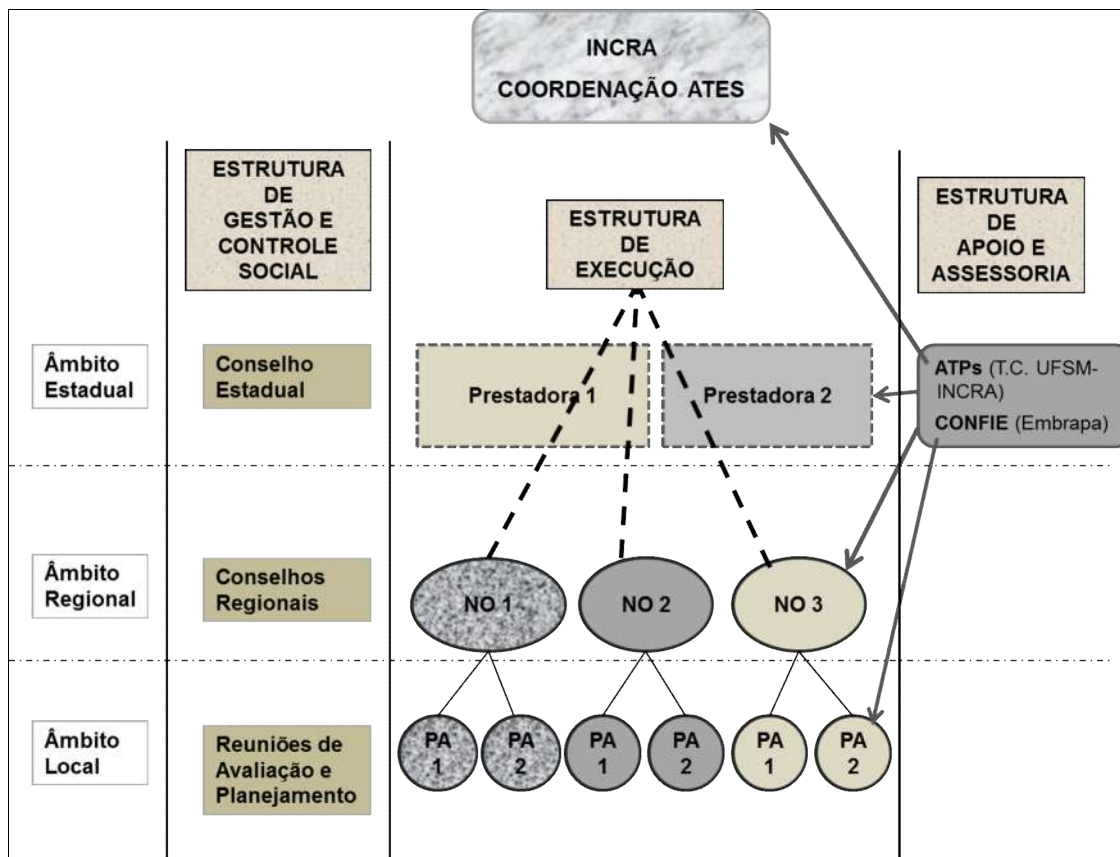 INCRA
COORDENAÇÃO ATES
ESTRUTURA
DE
GESTÃO E
CONTROLE
SOCIAL
ESTRUTURA
DE
EXECUÇÃO
ESTRUTURA
DE
APOIO E
ASSESSORIA
Âmbito
Estadual
Conselho
Estadual
Prestadora 1
Prestadora 2
ATPs (T.C. UFSM-
INCRA)
CONFIE (Embrapa)
Âmbito
Regional
Conselhos
Regionais
NO 1
NO 2
NO 3
Âmbito
Local
Reuniões de
Avaliação e
Planejamento
PA
1
PA
2
PA
1
PA
2
PA
1
PA
2